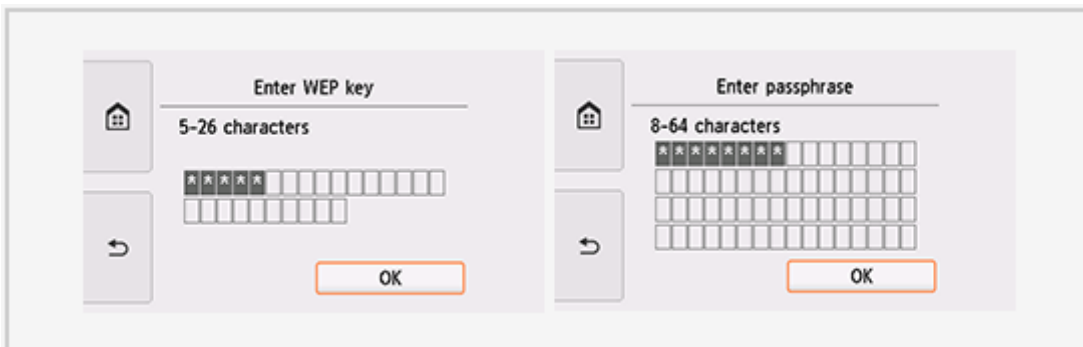 Enter WEP key
5-26 characters
*****
OK
Enter passphrase
8-64 characters
********
OK